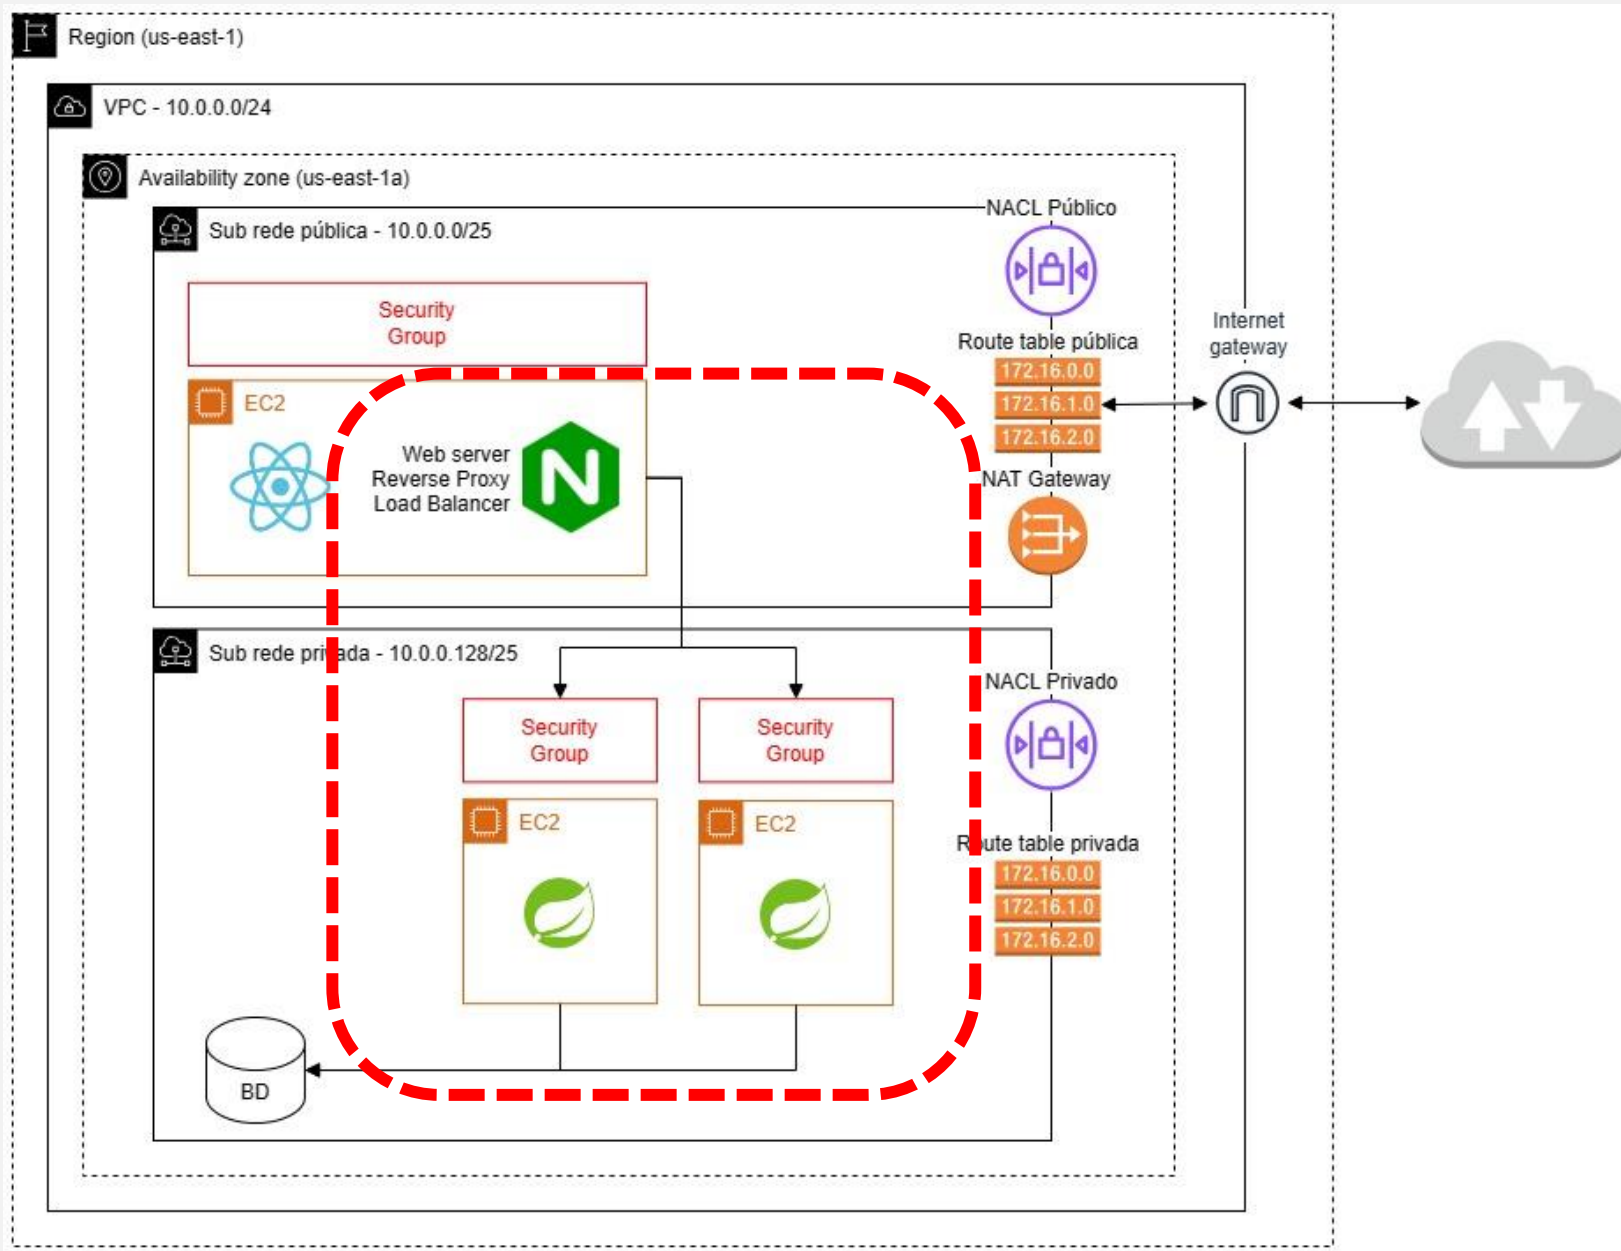 Region (us-east-1)
VPC - 10.0.0.0/24
Availability zone (us-east-1a)
NACL Público
Sub rede pública - 10.0.0.0/25
Security
Group
Internet
gateway
Route table pública
172.16.0.0
172.16.1.0
172.16.2.0
EC2
Web server
Reverse Proxy
Load Balancer
N
NAT Gateway
Sub rede privada - 10.0.0.128/25
NACL Privado
Security
Group
Security
Group
EC2
EC2
Route table privada
172.16.0.0
172.16.1.0
172.16.2.0
BD